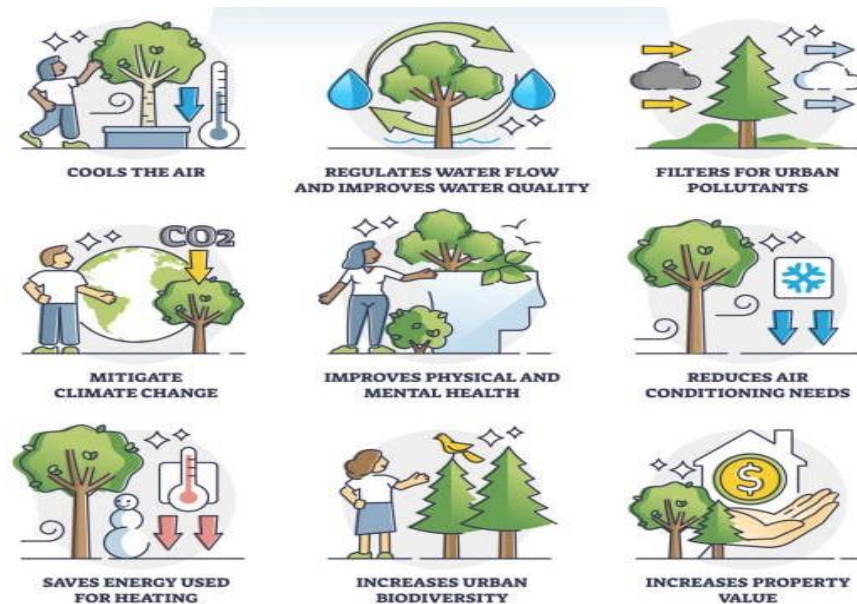 COOLS THE AIR
REGULATES WATER FLOW
AND IMPROVES WATER QUALITY
FILTERS FOR URBAN
POLLUTANTS
CO2
MITIGATE
CLIMATE CHANGE
IMPROVES PHYSICAL AND
MENTAL HEALTH
REDUCES AIR
CONDITIONING NEEDS
SAVES ENERGY USED
FOR HEATING
INCREASES URBAN
BIODIVERSITY
$
INCREASES PROPERTY
VALUE